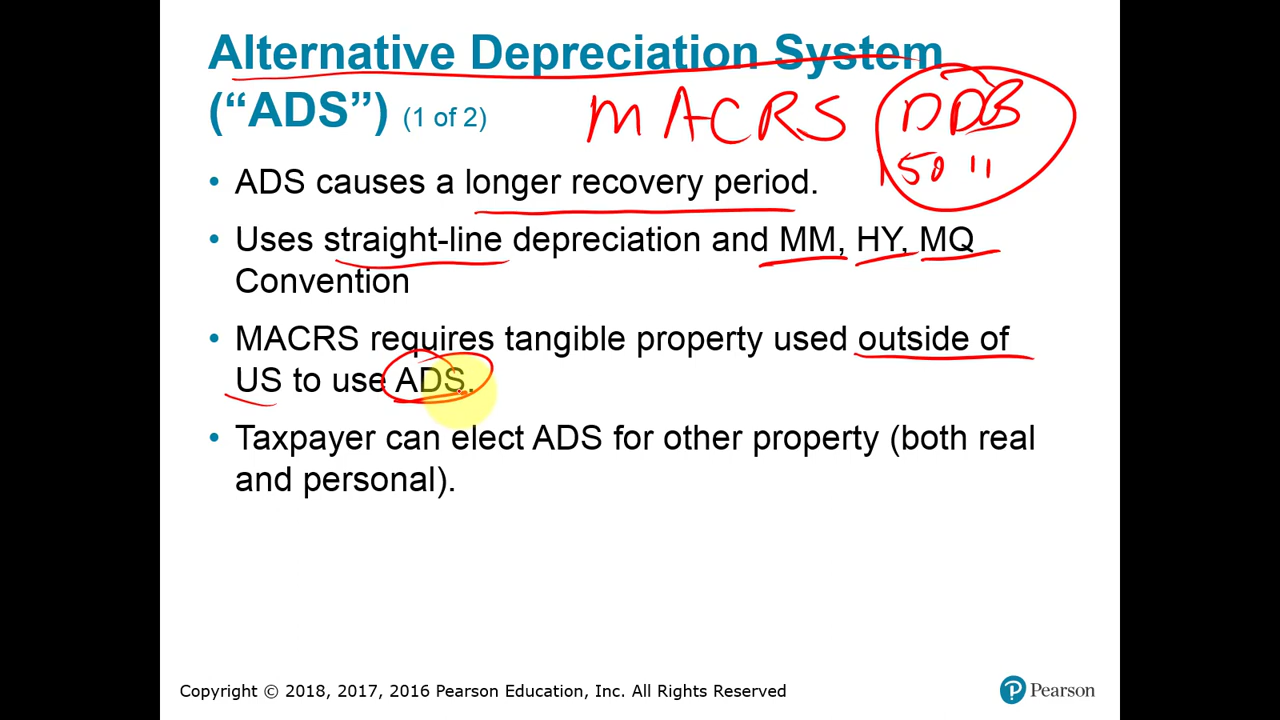 Alternative Depreciation System
(“ADS”) (1 of 2)
MACRS
DDB
150 11
• ADS causes a longer recovery period.
• Uses straight-line depreciation and MM, HY, MQ
Convention
• MACRS requires tangible property used outside of
US to use ADS.
• Taxpayer can elect ADS for other property (both real
and personal).
Copyright © 2018, 2017, 2016 Pearson Education, Inc. All Rights Reserved
P Pearson